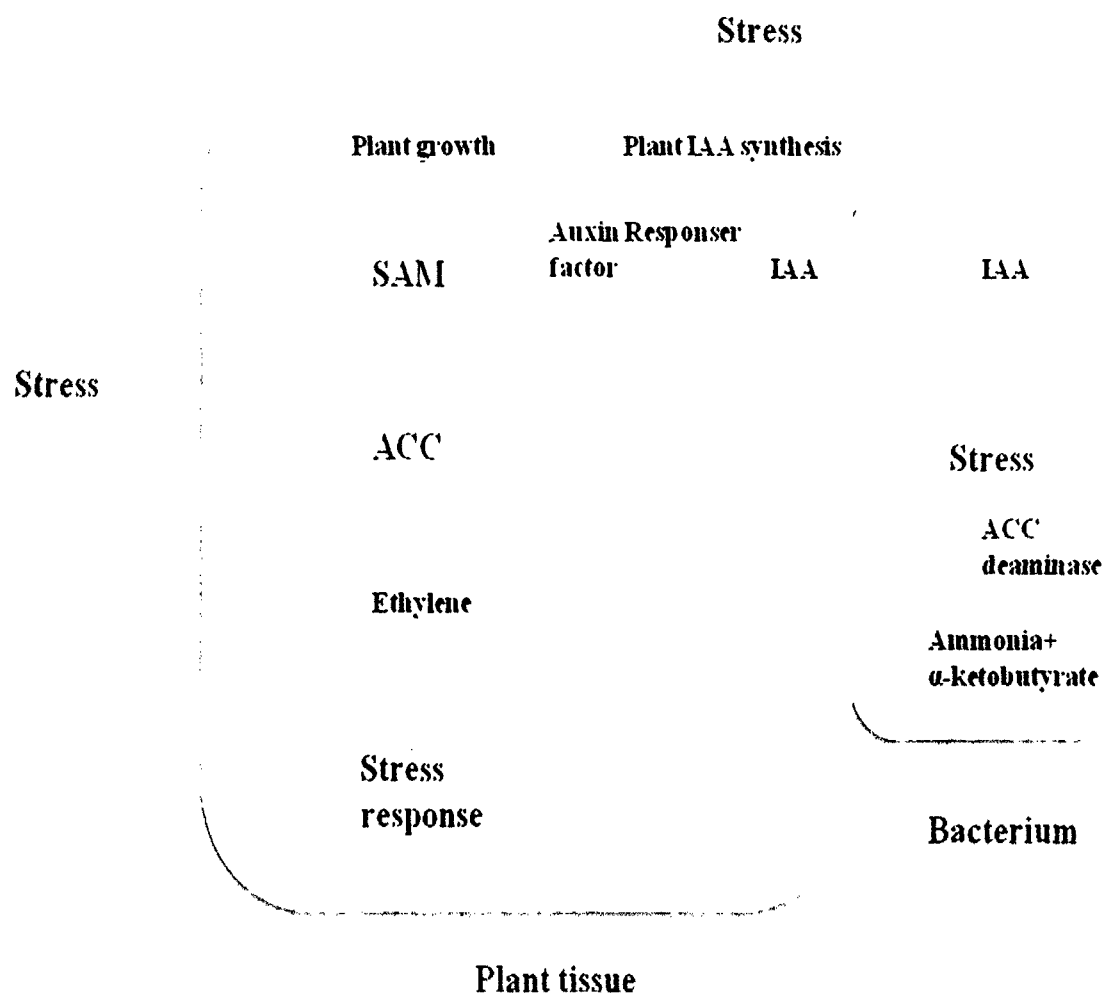 Stress
Plant growth
Plant IAA synthesis
Auxin Responser
factor
SAM
IAA
IAA
Stress
ACC
Stress
ACC
deaminase
Ethylene
Ammonia+
α-ketobutyrate
Stress
response
Bacterium
Plant tissue